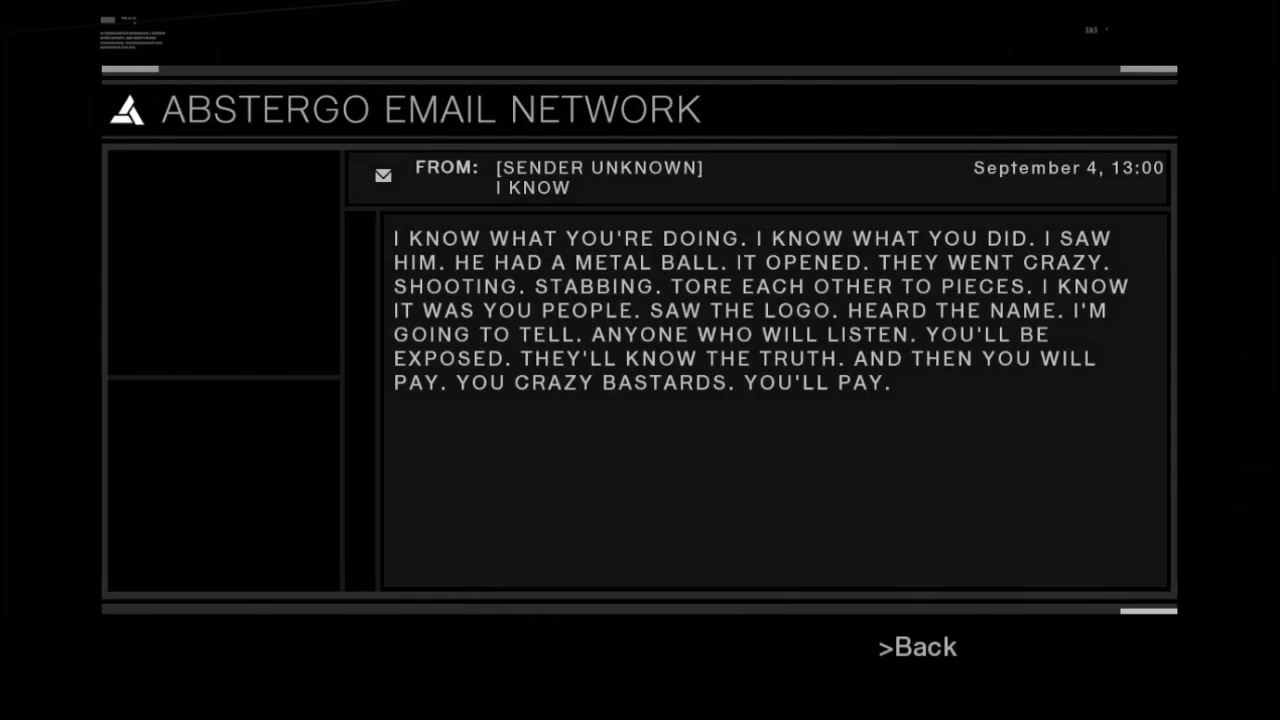 ABSTERGO EMAIL NETWORK
FROM: [SENDER UNKNOWN] September 4, 13:00
I KNOW
I KNOW WHAT YOU'RE DOING. I KNOW WHAT YOU DID. I SAW
HIM. HE HAD A METAL BALL. IT OPENED. THEY WENT CRAZY.
SHOOTING. STABBING. TORE EACH OTHER TO PIECES. I KNOW
IT WAS YOU PEOPLE. SAW THE LOGO. HEARD THE NAME. I'M
GOING TO TELL. ANYONE WHO WILL LISTEN. YOU'LL BE
EXPOSED. THEY'LL KNOW THE TRUTH. AND THEN YOU WILL
PAY. YOU CRAZY BASTARDS. YOU'LL PAY.
>Back